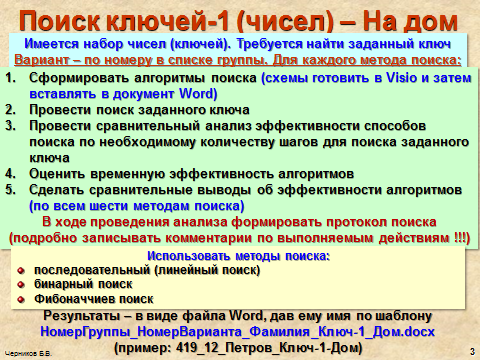 Поиск ключей-1 (чисел) – На дом
Имеется набор чисел (ключей). Требуется найти заданный ключ
Вариант – по номеру в списке группы. Для каждого метода поиска:
1. Сформировать алгоритмы поиска (схемы готовить в Visio и затем
вставлять в документ Word)
2. Провести поиск заданного ключа
3. Провести сравнительный анализ эффективности способов
поиска по необходимому количеству шагов для поиска заданного
ключа
4. Оценить временную эффективность алгоритмов
5. Сделать сравнительные выводы об эффективности алгоритмов
(по всем шести методам поиска)
В ходе проведения анализа формировать протокол поиска
(подробно записывать комментарии по выполняемым действиям !!!)
Использовать методы поиска:
последовательный (линейный поиск)
бинарный поиск
Фибоначчиев поиск
Результаты – в виде файла Word, дав ему имя по шаблону
НомерГруппы_НомерВарианта_Фамилия_Ключ-1_Дом.docx
(пример: 419_12_Петров_Ключ-1-Дом)
Черников Б.В.
3